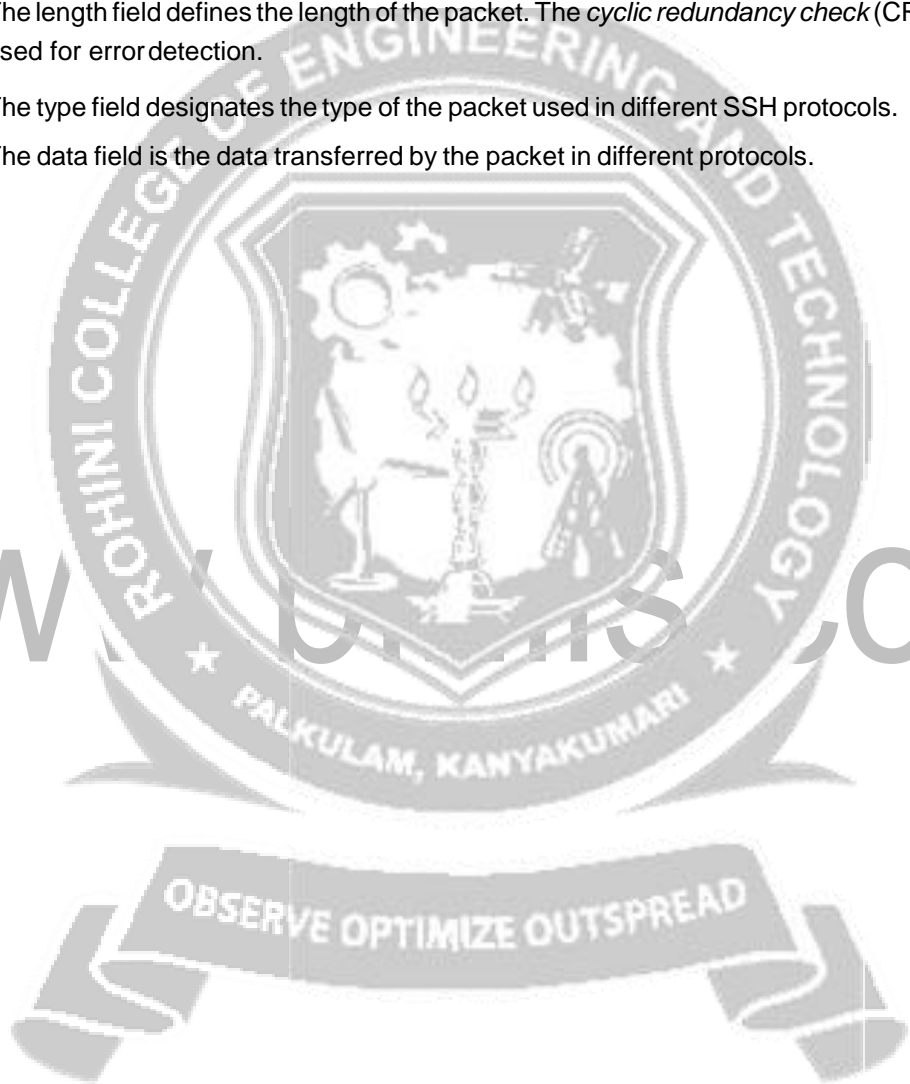 he length field defines the length of the packet. The cyclic redundancy check (CR
sed for error detection.
he type field designates the type of the packet used in different SSH protocols.
he data field is the data transferred by the packet in different protocols.
ROHINI COLLEGE OF ENGINEERING AND TECHNOLOGY
PALKULAM, KANYAKUMARI
OBSERVE OPTIMIZE OUTSPREAD